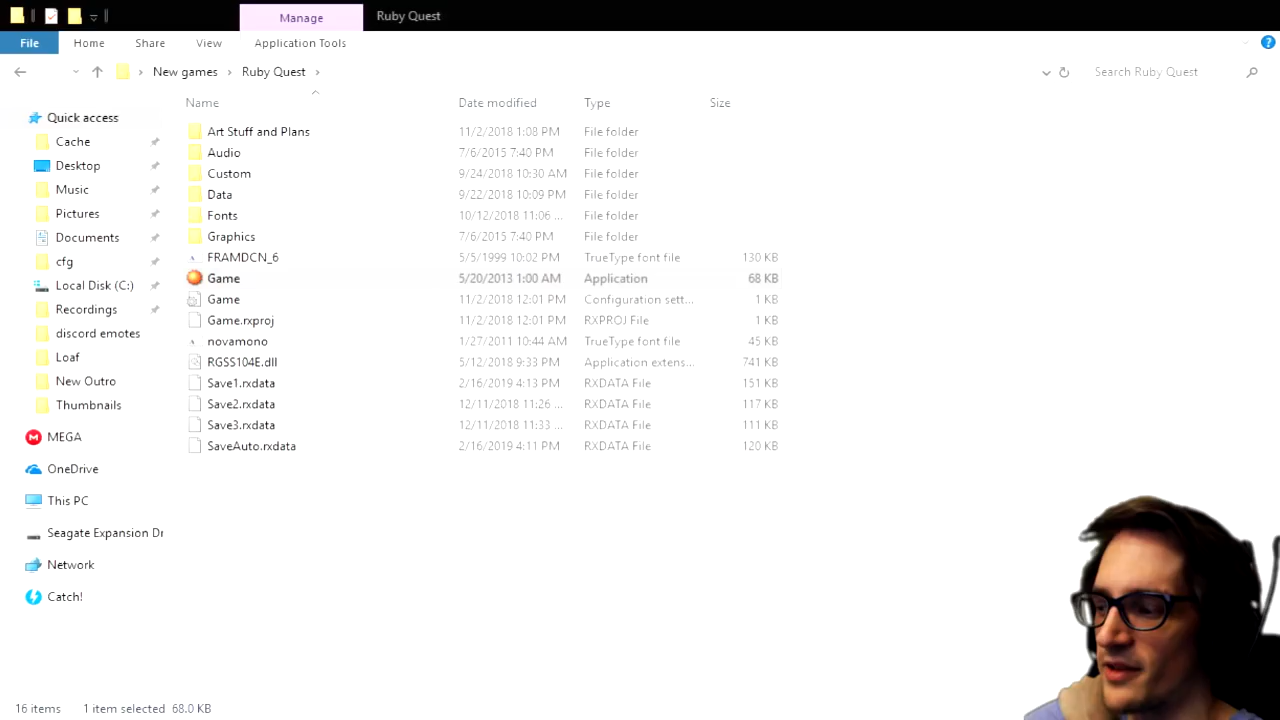 Manage
Ruby Quest
File
Home
Share
View
Application Tools
New games
Ruby Quest
Search Ruby Quest
Name
Date modified
Type
Size
Quick access
Cache
Desktop
Music
Pictures
Documents
cfg
Local Disk (C:)
Recordings
discord emotes
Loaf
New Outro
Thumbnails
MEGA
OneDrive
This PC
Seagate Expansion Dr
Network
Catch!
Art Stuff and Plans 11/2/2018 1:08 PM File folder
Audio 7/6/2015 7:40 PM File folder
Custom 9/24/2018 10:30 AM File folder
Data 9/22/2018 10:09 PM File folder
Fonts 10/12/2018 11:06 ... File folder
Graphics 7/6/2015 7:40 PM File folder
FRAMDCN_6 5/5/1999 10:02 PM TrueType font file 130 KB
Game 5/20/2013 1:00 AM Application 68 KB
Game 11/2/2018 12:01 PM Configuration sett... 1 KB
Game.rxproj 11/2/2018 12:01 PM RXPROJ File 1 KB
novamono 1/27/2011 10:44 AM TrueType font file 45 KB
RGSS104E.dll 5/12/2018 9:33 PM Application extens... 741 KB
Save1.rxdata 2/16/2019 4:13 PM RXDATA File 151 KB
Save2.rxdata 12/11/2018 11:26 ... RXDATA File 117 KB
Save3.rxdata 12/11/2018 11:33 ... RXDATA File 111 KB
SaveAuto.rxdata 2/16/2019 4:11 PM RXDATA File 120 KB
16 items 1 item selected 68.0 KB